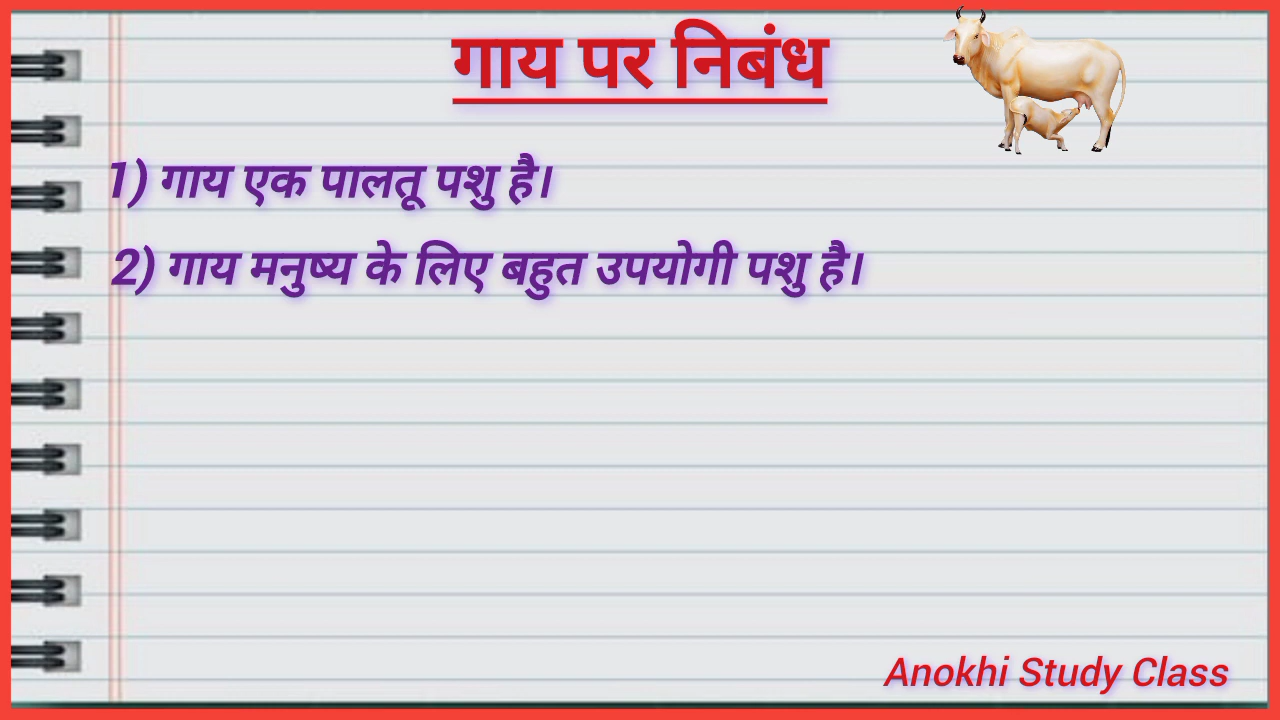 गाय पर निबंध
1) गाय एक पालतू पशु है।
2) गाय मनुष्य के लिए बहुत उपयोगी पशु है।
Anokhi Study Class